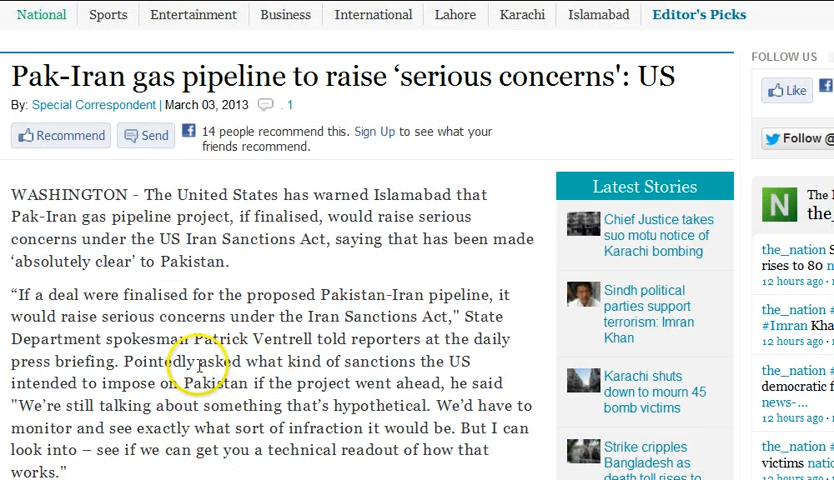 National Sports Entertainment Business International Lahore Karachi Islamabad Editor's Picks
Pak-Iran gas pipeline to raise ‘serious concerns': US
By: Special Correspondent | March 03, 2013 . 1
Recommend Send 14 people recommend this. Sign Up to see what your
friends recommend.
WASHINGTON - The United States has warned Islamabad that
Pak-Iran gas pipeline project, if finalised, would raise serious
concerns under the US Iran Sanctions Act, saying that has been made
‘absolutely clear’ to Pakistan.
“If a deal were finalised for the proposed Pakistan-Iran pipeline, it
would raise serious concerns under the Iran Sanctions Act," State
Department spokesman Patrick Ventrell told reporters at the daily
press briefing. Pointedly asked what kind of sanctions the US
intended to impose on Pakistan if the project went ahead, he said
"We’re still talking about something that’s hypothetical. We’d have to
monitor and see exactly what sort of infraction it would be. But I can
look into – see if we can get you a technical readout of how that
works."
Latest Stories
Chief Justice takes
suo motu notice of
Karachi bombing
Sindh political
parties support
terrorism: Imran
Khan
Karachi shuts
down to mourn 45
bomb victims
Strike cripples
Bangladesh as
death toll rises to
FOLLOW US
Like
Follow @
N
The
the_
the_nation
rises to 80
12 hours ago
the_nation #
#Imran Kha
12 hours ago
the_nation #
democratic f
news-...
12 hours ago
the_nation #
victims
12 hours ago